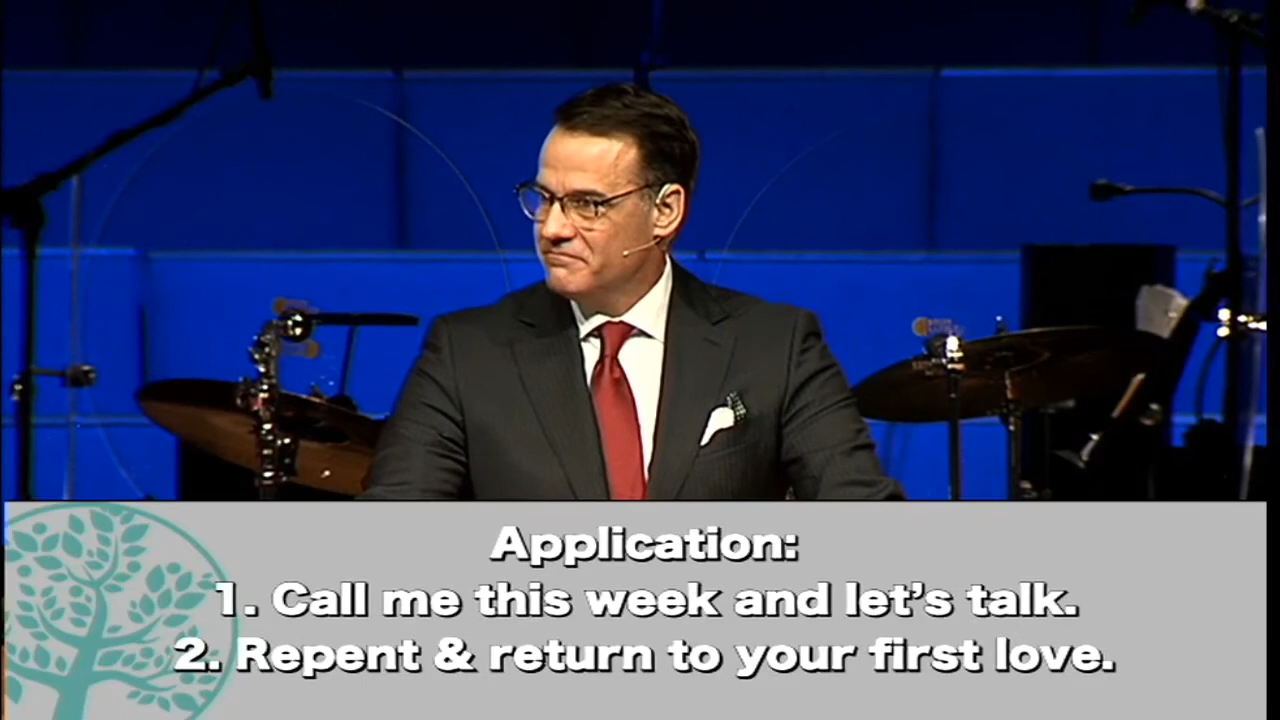 Application:
1. Call me this week and let's talk.
2. Repent & return to your first love.